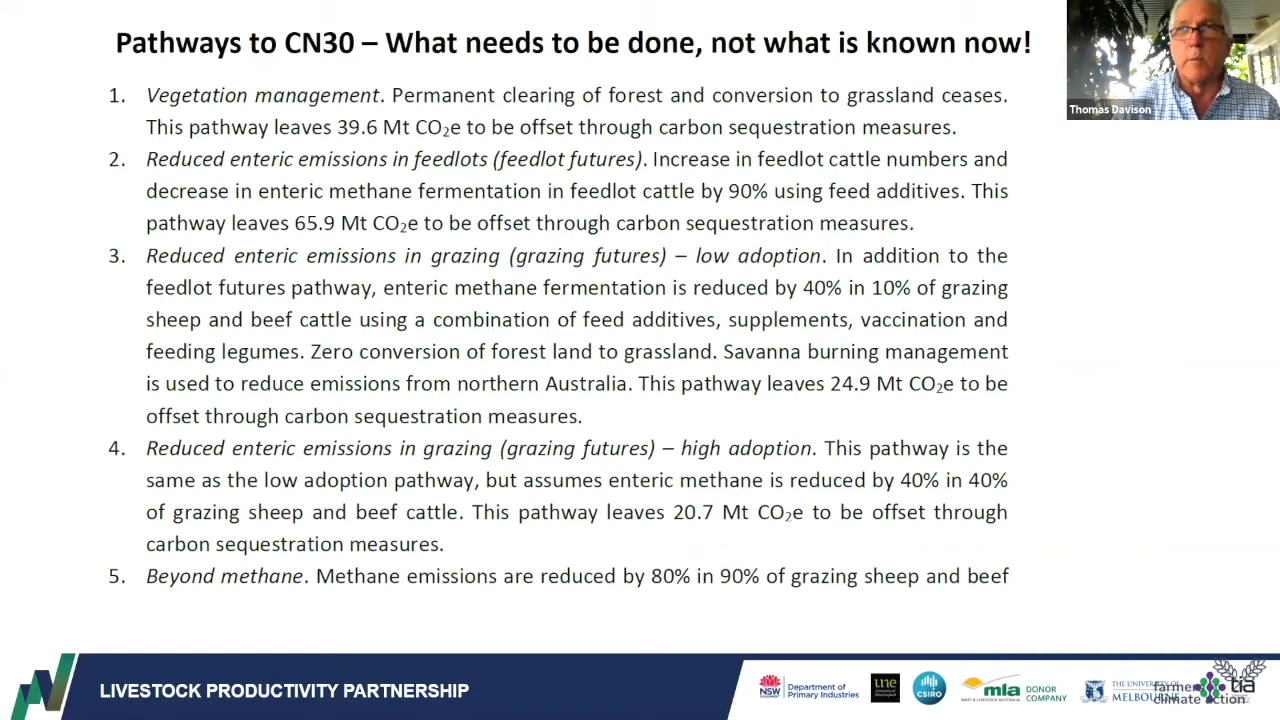 Pathways to CN30 – What needs to be done, not what is known now!
Thomas Davison
1. Vegetation management. Permanent clearing of forest and conversion to grassland ceases.
This pathway leaves 39.6 Mt CO₂e to be offset through carbon sequestration measures.
2. Reduced enteric emissions in feedlots (feedlot futures). Increase in feedlot cattle numbers and
decrease in enteric methane fermentation in feedlot cattle by 90% using feed additives. This
pathway leaves 65.9 Mt CO₂e to be offset through carbon sequestration measures.
3. Reduced enteric emissions in grazing (grazing futures) – low adoption. In addition to the
feedlot futures pathway, enteric methane fermentation is reduced by 40% in 10% of grazing
sheep and beef cattle using a combination of feed additives, supplements, vaccination and
feeding legumes. Zero conversion of forest land to grassland. Savanna burning management
is used to reduce emissions from northern Australia. This pathway leaves 24.9 Mt CO₂e to be
offset through carbon sequestration measures.
4. Reduced enteric emissions in grazing (grazing futures) – high adoption. This pathway is the
same as the low adoption pathway, but assumes enteric methane is reduced by 40% in 40%
of grazing sheep and beef cattle. This pathway leaves 20.7 Mt CO₂e to be offset through
carbon sequestration measures.
5. Beyond methane. Methane emissions are reduced by 80% in 90% of grazing sheep and beef
LIVESTOCK PRODUCTIVITY PARTNERSHIP
NSW
Department of
Primary Industries
une
CSIRO
mla
MEAT & LIVESTOCK AUSTRALIA
DONOR
COMPANY
THE UNIVERSITY OF
MELBOURNE
tia
farmers
climate action